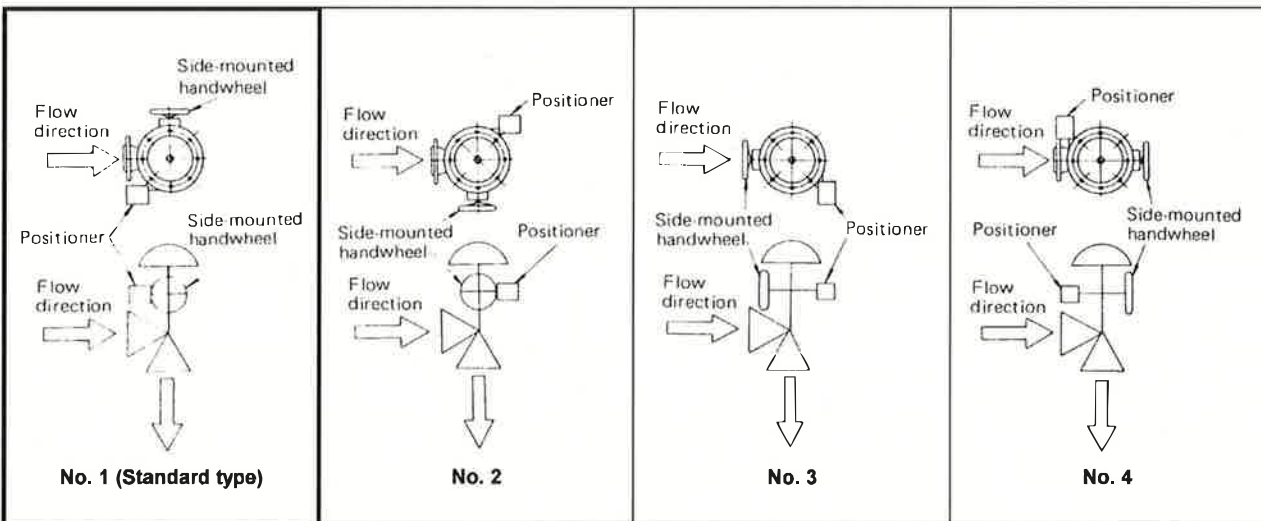 Side-mounted
handwheel
Flow
direction
Positioner
Side-mounted
handwheel
Flow
direction
No. 1 (Standard type)
Positioner
Flow
direction
Side-mounted
handwheel
Positioner
Flow
direction
No. 2
Flow
direction
Side-mounted
handwheel
Positioner
Flow
direction
No. 3
Positioner
Flow
direction
Side-mounted
handwheel
Positioner
Flow
direction
No. 4